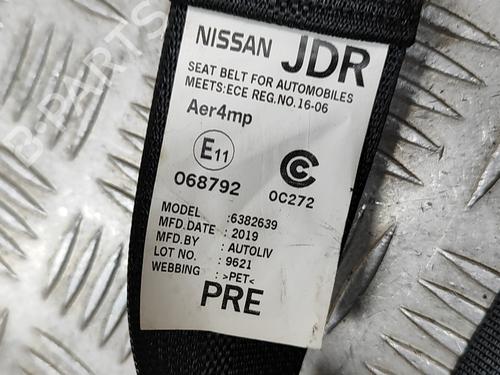 NISSAN JDR
SEAT BELT FOR AUTOMOBILES
MEETS:ECE REG.NO.16-06
Aer4mp
E11
068792
0C272
MODEL :6382639
MFD.DATE : 2019
MFD.BY : AUTOLIV
LOT NO. : 9621
WEBBING : >PET<
PRE
B-PARTS